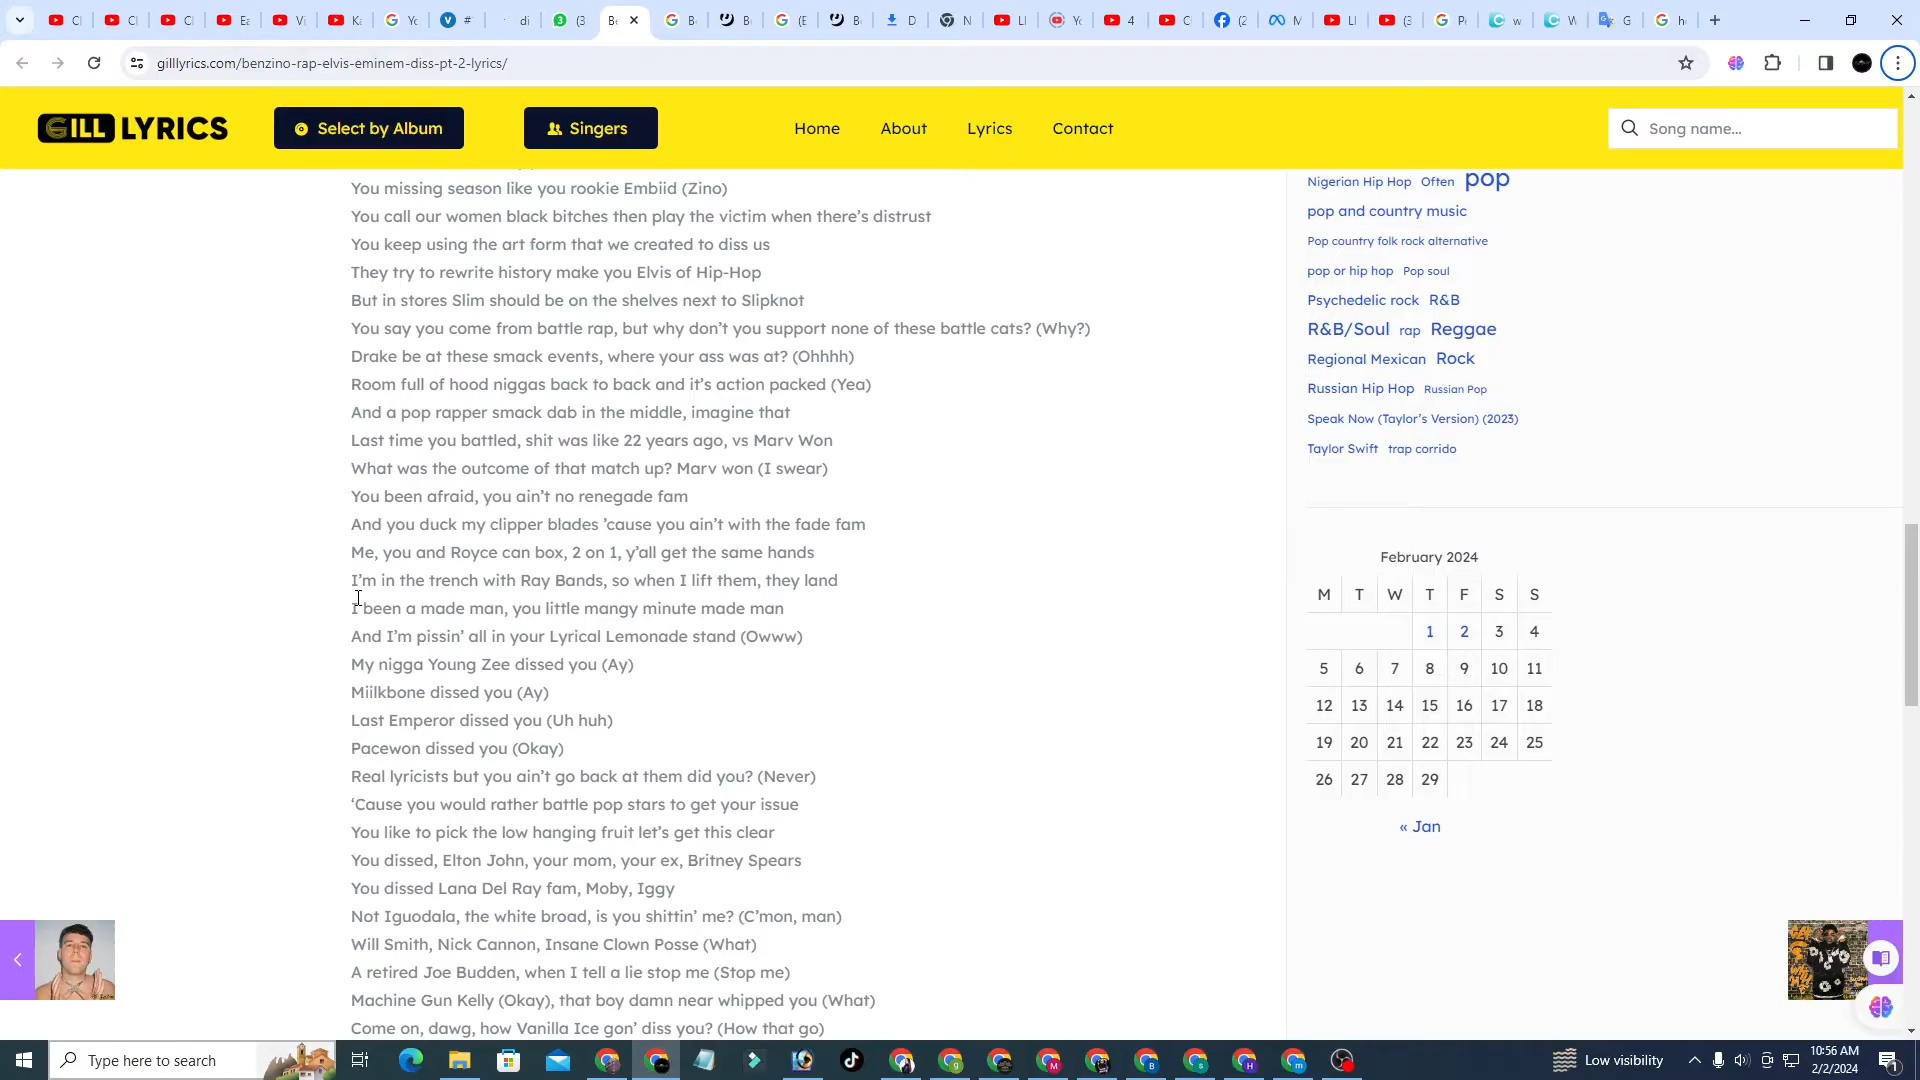 gilllyrics.com/benzino-rap-elvis-eminem-diss-pt-2-lyrics/
GILL LYRICS
Select by Album
Singers
Home
About
Lyrics
Contact
Song name...
You missing season like you rookie Embiid (Zino)
You call our women black bitches then play the victim when there’s distrust
You keep using the art form that we created to diss us
They try to rewrite history make you Elvis of Hip-Hop
But in stores Slim should be on the shelves next to Slipknot
You say you come from battle rap, but why don’t you support none of these battle cats? (Why?)
Drake be at these smack events, where your ass was at? (Ohhhh)
Room full of hood niggas back to back and it’s action packed (Yea)
And a pop rapper smack dab in the middle, imagine that
Last time you battled, shit was like 22 years ago, vs Marv Won
What was the outcome of that match up? Marv won (I swear)
You been afraid, you ain’t no renegade fam
And you duck my clipper blades ’cause you ain’t with the fade fam
Me, you and Royce can box, 2 on 1, y’all get the same hands
I’m in the trench with Ray Bands, so when I lift them, they land
I been a made man, you little mangy minute made man
And I’m pissin’ all in your Lyrical Lemonade stand (Owww)
My nigga Young Zee dissed you (Ay)
Miilkbone dissed you (Ay)
Last Emperor dissed you (Uh huh)
Pacewon dissed you (Okay)
Real lyricists but you ain’t go back at them did you? (Never)
‘Cause you would rather battle pop stars to get your issue
You like to pick the low hanging fruit let’s get this clear
You dissed, Elton John, your mom, your ex, Britney Spears
You dissed Lana Del Ray fam, Moby, Iggy
Not Iguodala, the white broad, is you shittin’ me? (C’mon, man)
Will Smith, Nick Cannon, Insane Clown Posse (What)
A retired Joe Budden, when I tell a lie stop me (Stop me)
Machine Gun Kelly (Okay), that boy damn near whipped you (What)
Come on, dawg, how Vanilla Ice gon’ diss you? (How that go)
Nigerian Hip Hop Often pop
pop and country music
Pop country folk rock alternative
pop or hip hop Pop soul
Psychedelic rock R&B
R&B/Soul rap Reggae
Regional Mexican Rock
Russian Hip Hop Russian Pop
Speak Now (Taylor’s Version) (2023)
Taylor Swift trap corrido
February 2024
M T W T F S S
1 2 3 4
5 6 7 8 9 10 11
12 13 14 15 16 17 18
19 20 21 22 23 24 25
26 27 28 29
« Jan
Type here to search
Low visibility
10:56 AM
2/2/2024
1